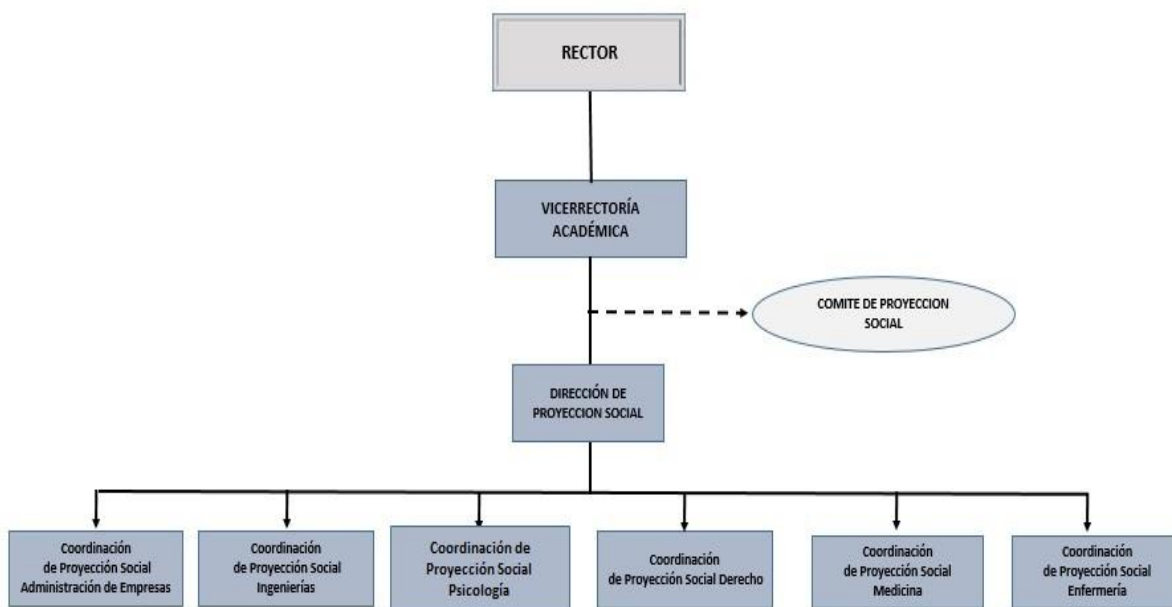 RECTOR
VICERRECTORÍA
ACADÉMICA
COMITE DE PROYECCION
SOCIAL
DIRECCIÓN DE
PROYECCION SOCIAL
Coordinación
de Proyección Social
Administración de Empresas
Coordinación
de Proyección Social
Ingenierías
Coordinación de
Proyección Social
Psicología
Coordinación
de Proyección Social Derecho
Coordinación
de Proyección Social
Medicina
Coordinación
de Proyección Social
Enfermería